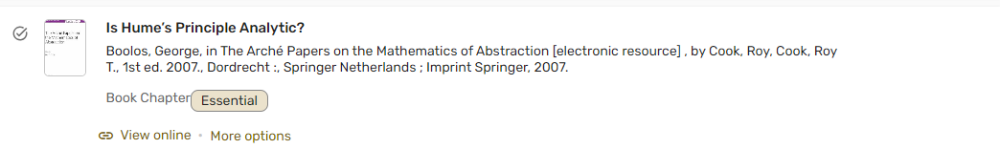 Is Hume’s Principle Analytic?
Boolos, George, in The Arché Papers on the Mathematics of Abstraction [electronic resource] , by Cook, Roy, Cook, Roy
T., 1st ed. 2007., Dordrecht :, Springer Netherlands ; Imprint Springer, 2007.
Book Chapter Essential
View online • More options